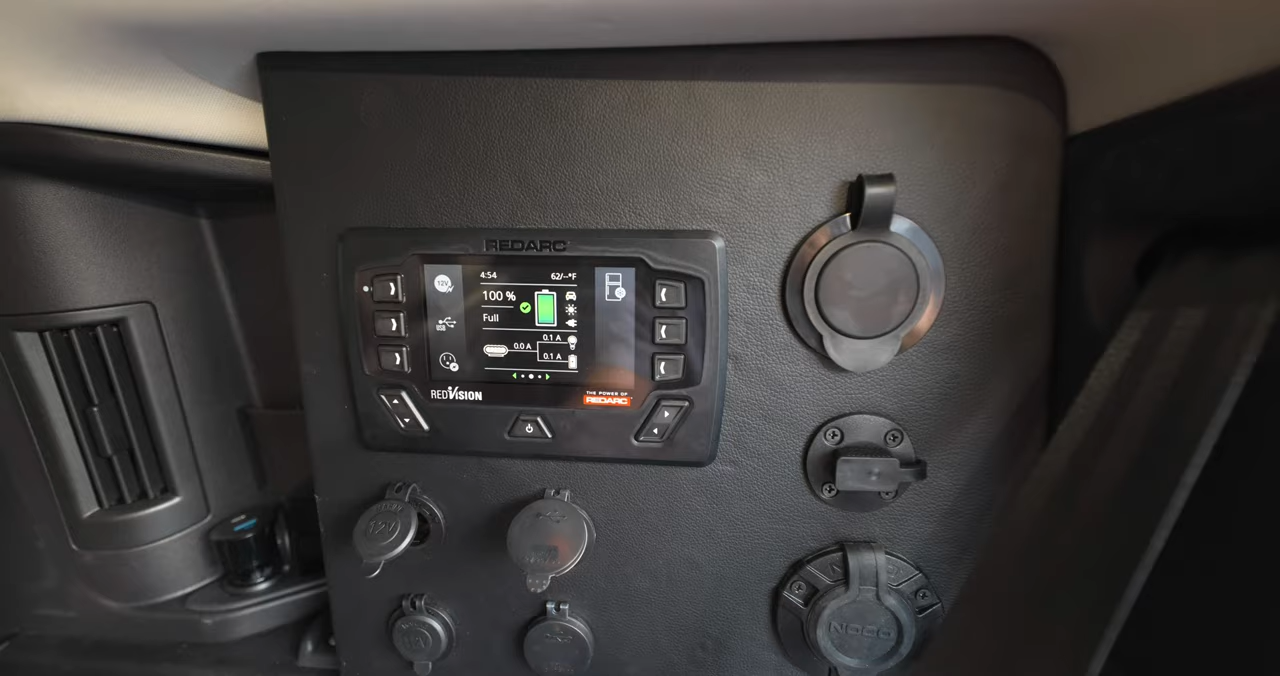 REDARC
12V
4:54
62/--°F
100 %
Full
0.1 A
0.0 A
0.1 A
REDVISION
THE POWER OF
REDARC
12V
12V
NOCO